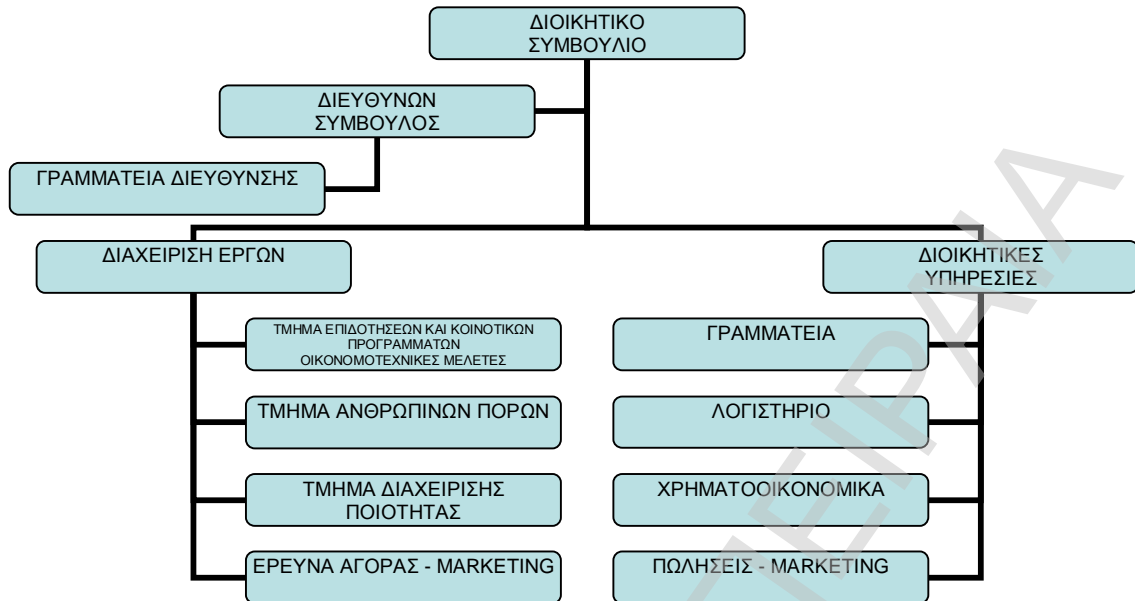 ΔΙΟΙΚΗΤΙΚΟ
ΣΥΜΒΟΥΛΙΟ
ΔΙΕΥΘΥΝΩΝ
ΣΥΜΒΟΥΛΟΣ
ΓΡΑΜΜΑΤΕΙΑ ΔΙΕΥΘΥΝΣΗΣ
ΔΙΑΧΕΙΡΙΣΗ ΕΡΓΩΝ
ΔΙΟΙΚΗΤΙΚΕΣ
ΥΠΗΡΕΣΙΕΣ
ΤΜΗΜΑ ΕΠΙΔΟΤΗΣΕΩΝ ΚΑΙ ΚΟΙΝΟΤΙΚΩΝ
ΠΡΟΓΡΑΜΜΑΤΩΝ
ΟΙΚΟΝΟΜΟΤΕΧΝΙΚΕΣ ΜΕΛΕΤΕΣ
ΓΡΑΜΜΑΤΕΙΑ
ΤΜΗΜΑ ΑΝΘΡΩΠΙΝΩΝ ΠΟΡΩΝ
ΛΟΓΙΣΤΗΡΙΟ
ΤΜΗΜΑ ΔΙΑΧΕΙΡΙΣΗΣ
ΠΟΙΟΤΗΤΑΣ
ΧΡΗΜΑΤΟΟΙΚΟΝΟΜΙΚΑ
ΕΡΕΥΝΑ ΑΓΟΡΑΣ - MARKETING
ΠΩΛΗΣΕΙΣ - MARKETING
ΠΕΙΡΑΙΑ